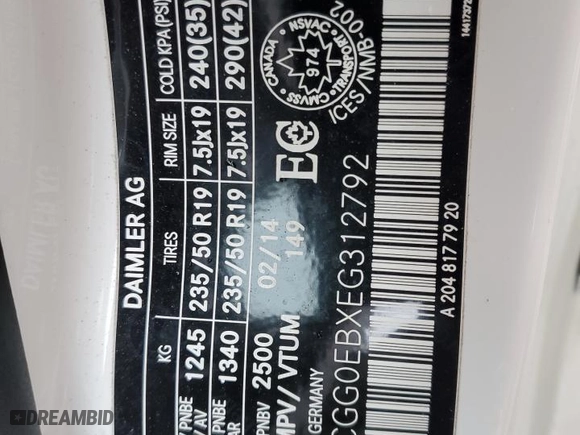 DAIMLER AG
KG TIRES RIM SIZE COLD KPA (PSI)
/PNBE
/ AV 1245 235/50 R19 7.5Jx19 240(35)
PNBE
AR 1340 235/50 R19 7.5Jx19 290(42)
PNBV 2500 02/14
MPV/ VTUM 149
GERMANY
EC
CANADA
NSVAC
974
TRANSPORT
CMVSS
ICES/NMB-002
CGG0EBXEG312792
A 204 817 79 20
14417372
DREAMBID